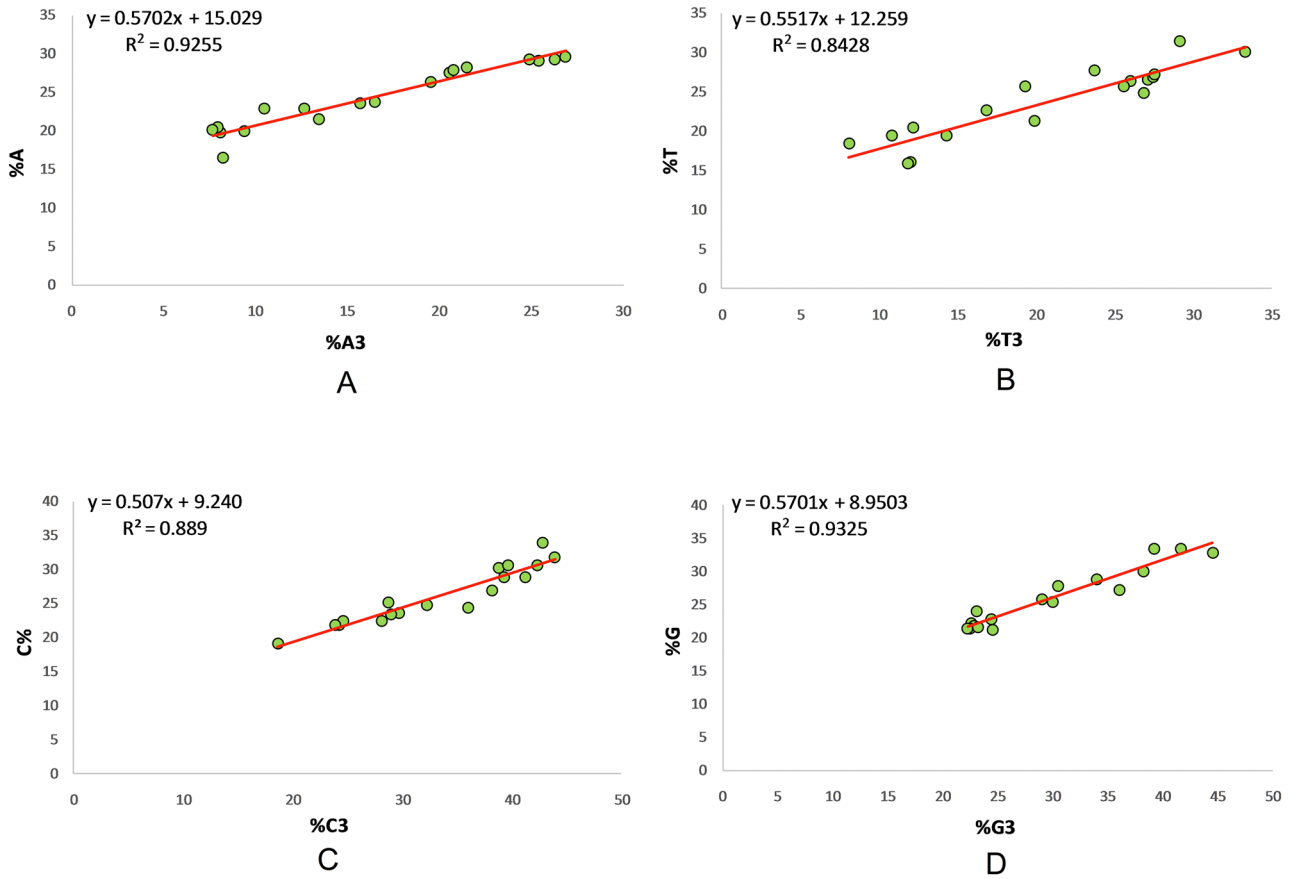 y = 0.5702x + 15.029
R² = 0.9255
35
30
25
20
15
10
5
0
%A
0 5 10 15 20 25 30
%A3
A
y = 0.5517x + 12.259
R² = 0.8428
35
30
25
20
15
10
5
0
%T
0 5 10 15 20 25 30 35
%T3
B
y = 0.507x + 9.240
R² = 0.889
40
35
30
25
20
15
10
5
0
C%
0 10 20 30 40 50
%C3
C
y = 0.5701x + 8.9503
R² = 0.9325
40
35
30
25
20
15
10
5
0
%G
0 5 10 15 20 25 30 35 40 45 50
%G3
D